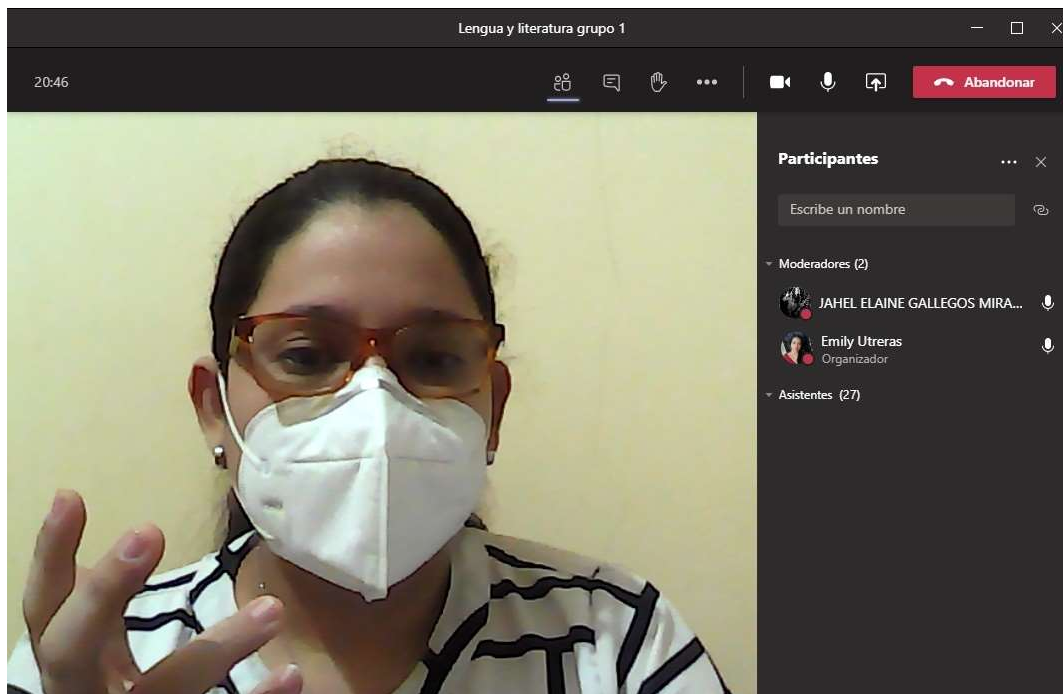 Lengua y literatura grupo 1
20:46
Abandonar
Participantes
Escribe un nombre
Moderadores (2)
JAHEL ELAINE GALLEGOS MIRA...
Emily Utreras
Organizador
Asistentes (27)